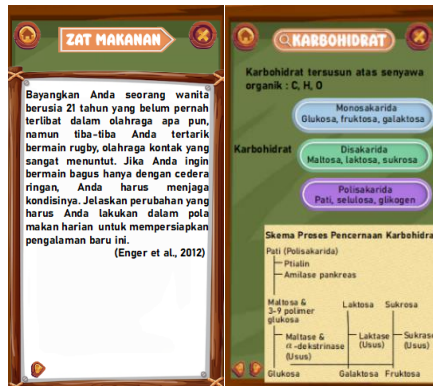 ZAT MAKANAN
Bayangkan Anda seorang wanita
berusia 21 tahun yang belum pernah
terlibat dalam olahraga apa pun,
namun tiba-tiba Anda tertarik
bermain rugby, olahraga kontak yang
sangat menuntut. Jika Anda ingin
bermain bagus hanya dengan cedera
ringan, Anda harus menjaga
kondisinya. Jelaskan perubahan yang
harus Anda lakukan dalam pola
makan harian untuk mempersiapkan
pengalaman baru ini.
(Enger et al., 2012)
KARBOHIDRAT
Karbohidrat tersusun atas senyawa
organik : C, H, O
Monosakarida
Glukosa, fruktosa, galaktosa
Karbohidrat
Disakarida
Maltosa, laktosa, sukrosa
Polisakarida
Pati, selulosa, glikogen
Skema Proses Pencernaan Karbohidra
Pati (Polisakarida)
Ptialin
Amilase pankreas
Maltosa &
3-9 polimer
glukosa
Laktosa Sukrosa
Maltase &
α-dekstrinase
(Usus)
Laktase
(Usus)
Sukras
(Usus)
Glukosa Galaktosa Fruktosa